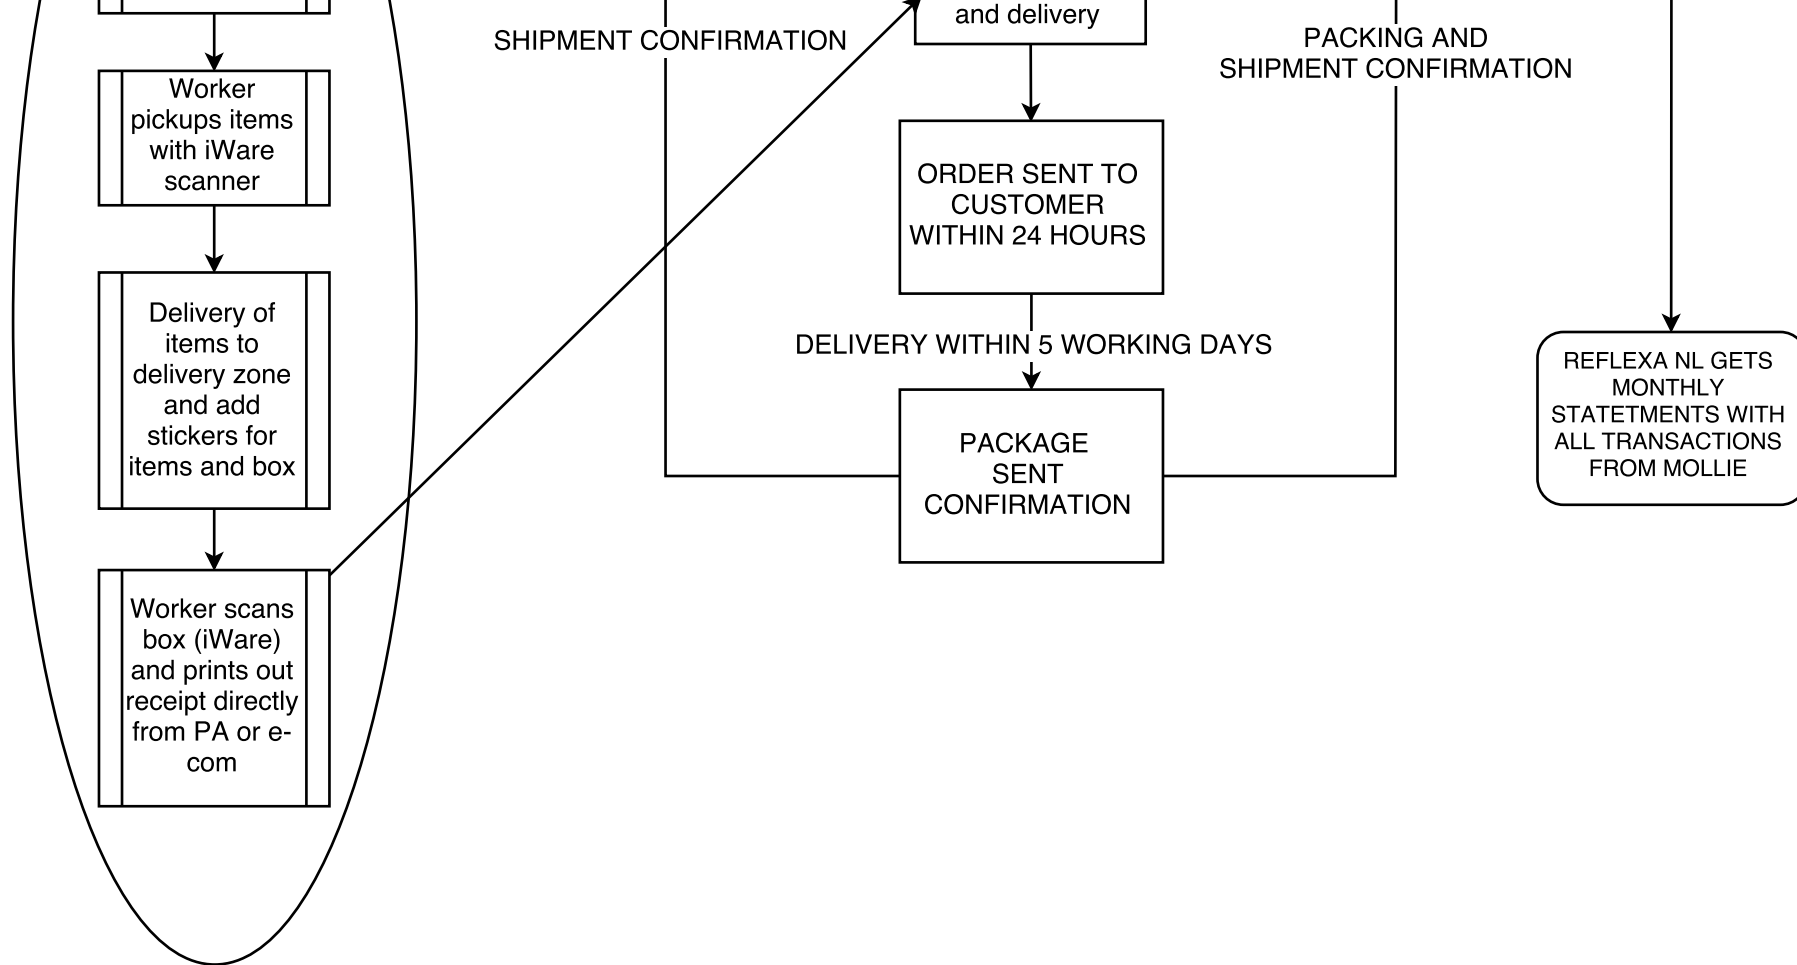 Worker
pickups items
with iWare
scanner
Delivery of
items to
delivery zone
and add
stickers for
items and box
Worker scans
box (iWare)
and prints out
receipt directly
from PA or e-
com
SHIPMENT CONFIRMATION
and delivery
ORDER SENT TO
CUSTOMER
WITHIN 24 HOURS
DELIVERY WITHIN 5 WORKING DAYS
PACKAGE
SENT
CONFIRMATION
PACKING AND
SHIPMENT CONFIRMATION
REFLEXA NL GETS
MONTHLY
STATETMENTS WITH
ALL TRANSACTIONS
FROM MOLLIE